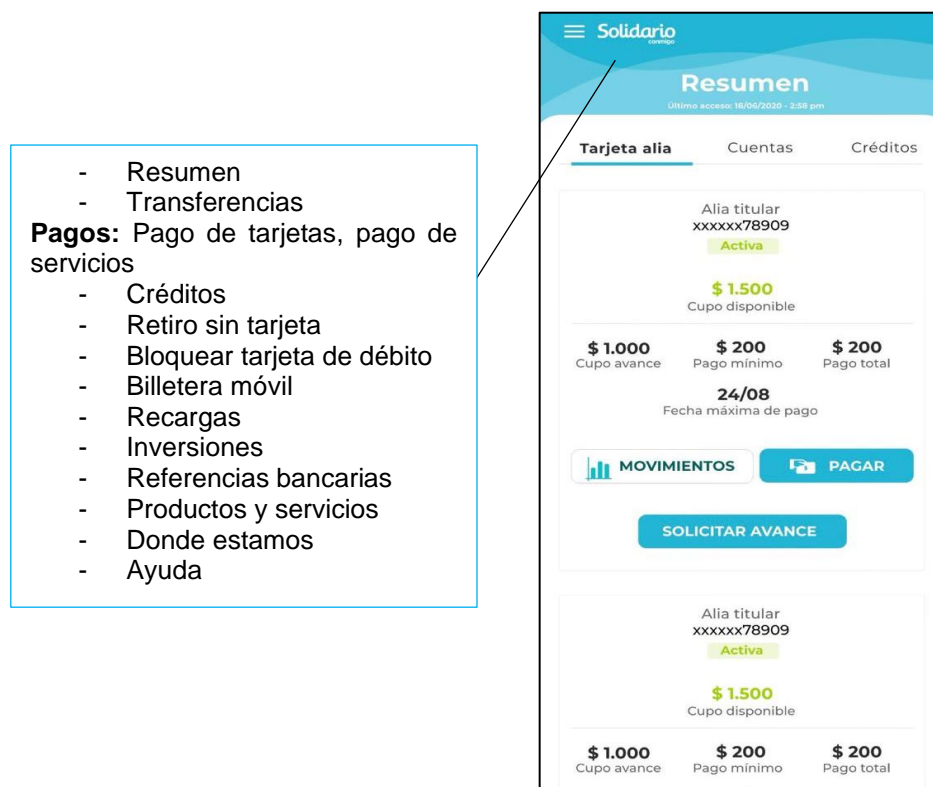 - Resumen
- Transferencias
Pagos: Pago de tarjetas, pago de
servicios
- Créditos
- Retiro sin tarjeta
- Bloquear tarjeta de débito
- Billetera móvil
- Recargas
- Inversiones
- Referencias bancarias
- Productos y servicios
- Donde estamos
- Ayuda
Solidario
conmigo
Resumen
Último acceso: 18/06/2020 - 2:58 pm
Tarjeta alia Cuentas Créditos
Alia titular
xxxxxx78909
Activa
$ 1.500
Cupo disponible
$ 1.000 $ 200 $ 200
Cupo avance Pago mínimo Pago total
24/08
Fecha máxima de pago
MOVIMIENTOS PAGAR
SOLICITAR AVANCE
Alia titular
xxxxxx78909
Activa
$ 1.500
Cupo disponible
$ 1.000 $ 200 $ 200
Cupo avance Pago mínimo Pago total